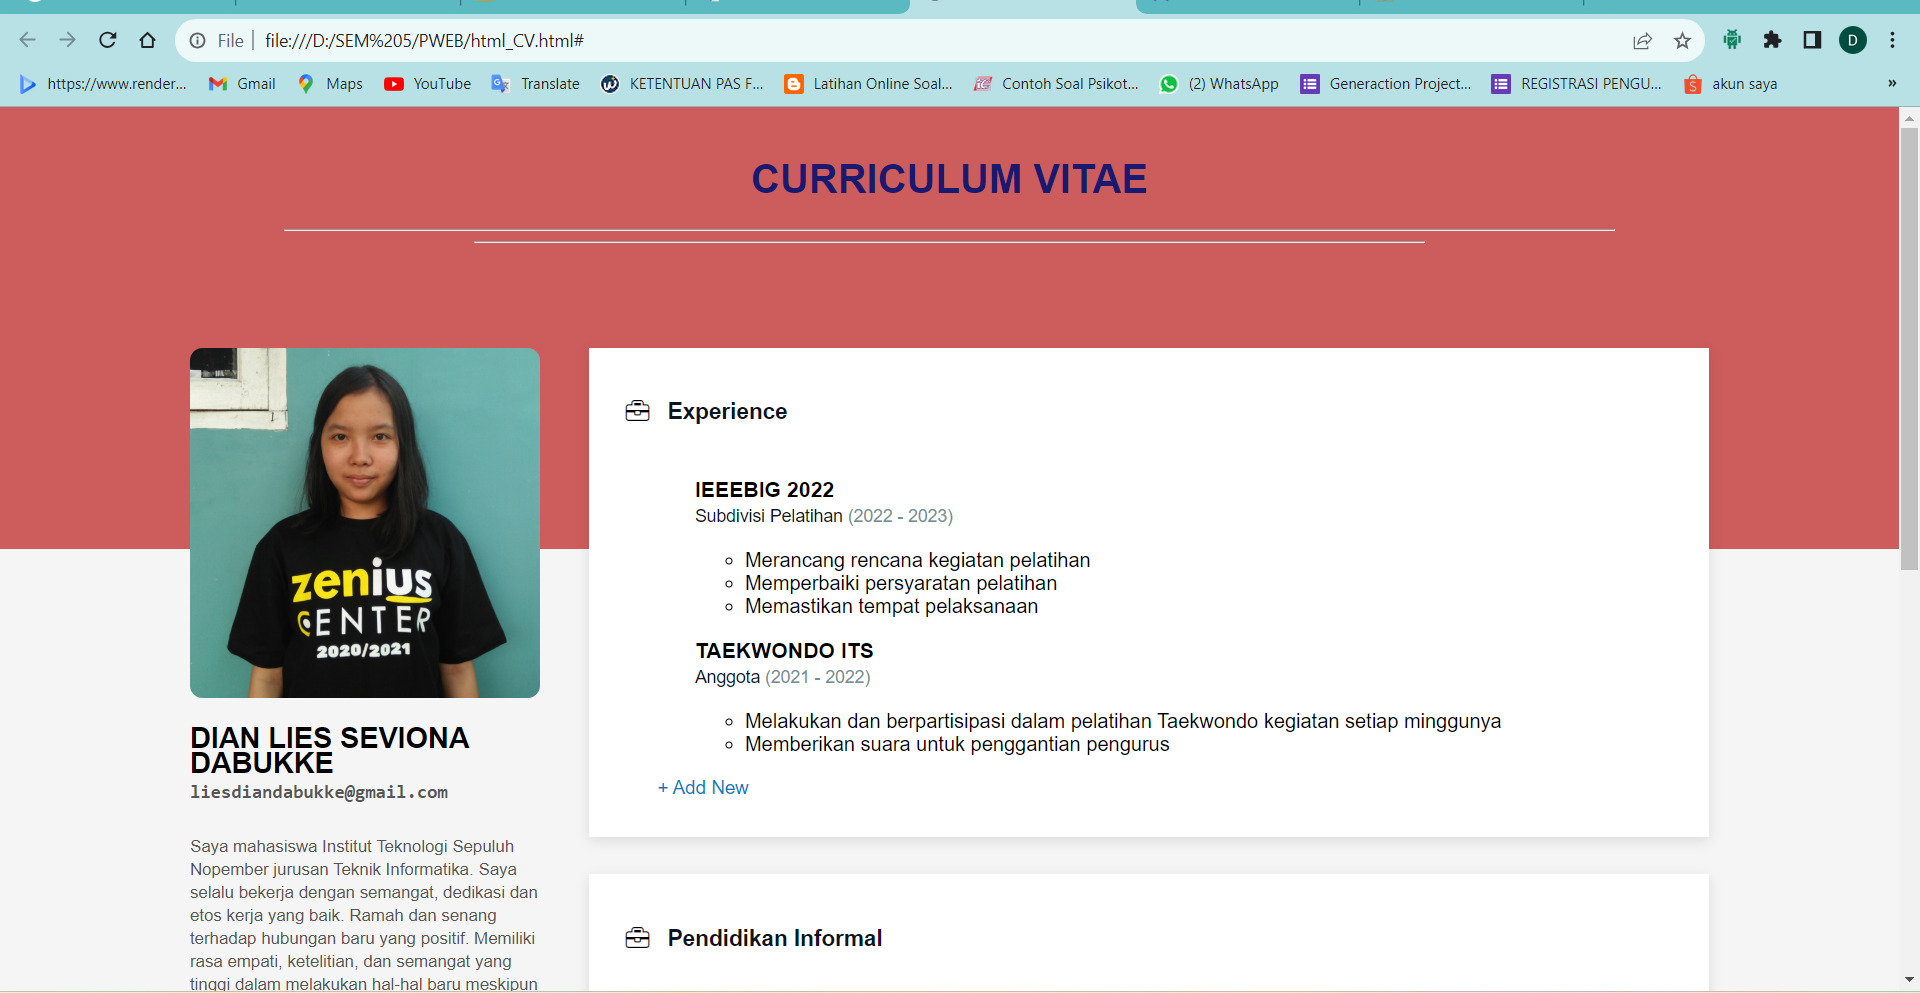 File | file:///D:/SEM%205/PWEB/html_CV.html#
D
https://www.render... Gmail Maps YouTube Translate KETENTUAN PAS F... Latihan Online Soal... Contoh Soal Psikot... (2) WhatsApp Generaction Project... REGISTRASI PENGU... akun saya »
CURRICULUM VITAE
zenius
CENTER
2020/2021
DIAN LIES SEVIONA
DABUKKE
liesdiandabukke@gmail.com
Saya mahasiswa Institut Teknologi Sepuluh
Nopember jurusan Teknik Informatika. Saya
selalu bekerja dengan semangat, dedikasi dan
etos kerja yang baik. Ramah dan senang
terhadap hubungan baru yang positif. Memiliki
rasa empati, ketelitian, dan semangat yang
tinggi dalam melakukan hal-hal baru meskipun
Experience
IEEEBIG 2022
Subdivisi Pelatihan (2022 - 2023)
Merancang rencana kegiatan pelatihan
Memperbaiki persyaratan pelatihan
Memastikan tempat pelaksanaan
TAEKWONDO ITS
Anggota (2021 - 2022)
Melakukan dan berpartisipasi dalam pelatihan Taekwondo kegiatan setiap minggunya
Memberikan suara untuk penggantian pengurus
+ Add New
Pendidikan Informal